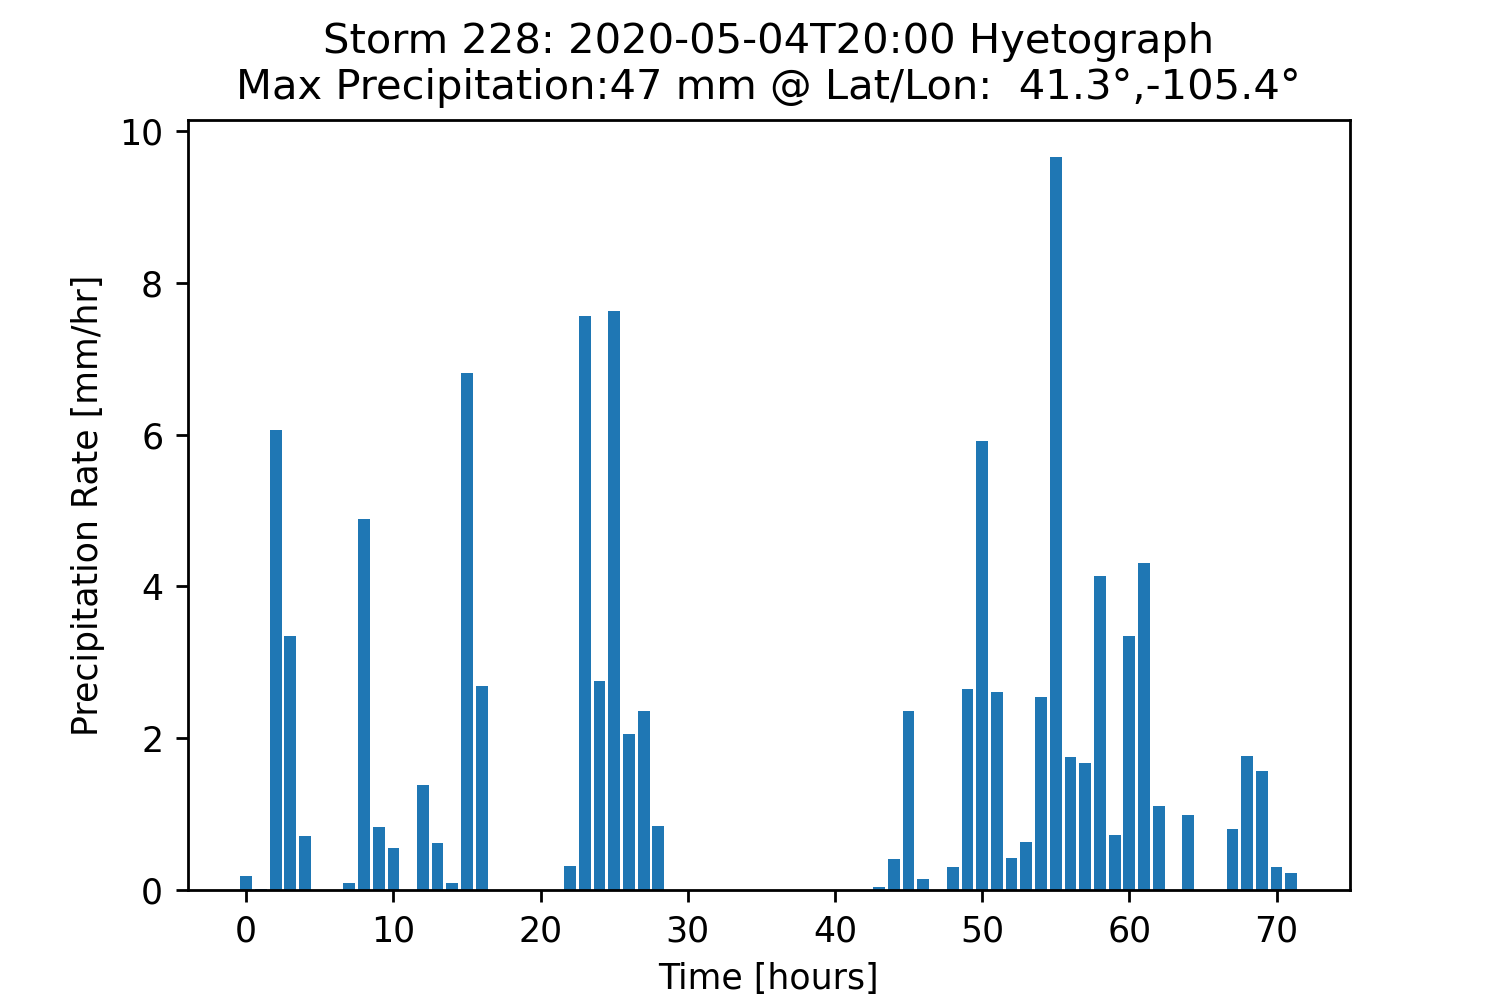 Storm 228: 2020-05-04T20:00 Hyetograph
Max Precipitation:47 mm @ Lat/Lon:  41.3°,-105.4°
Precipitation Rate [mm/hr]
10
8
6
4
2
0
0 10 20 30 40 50 60 70
Time [hours]